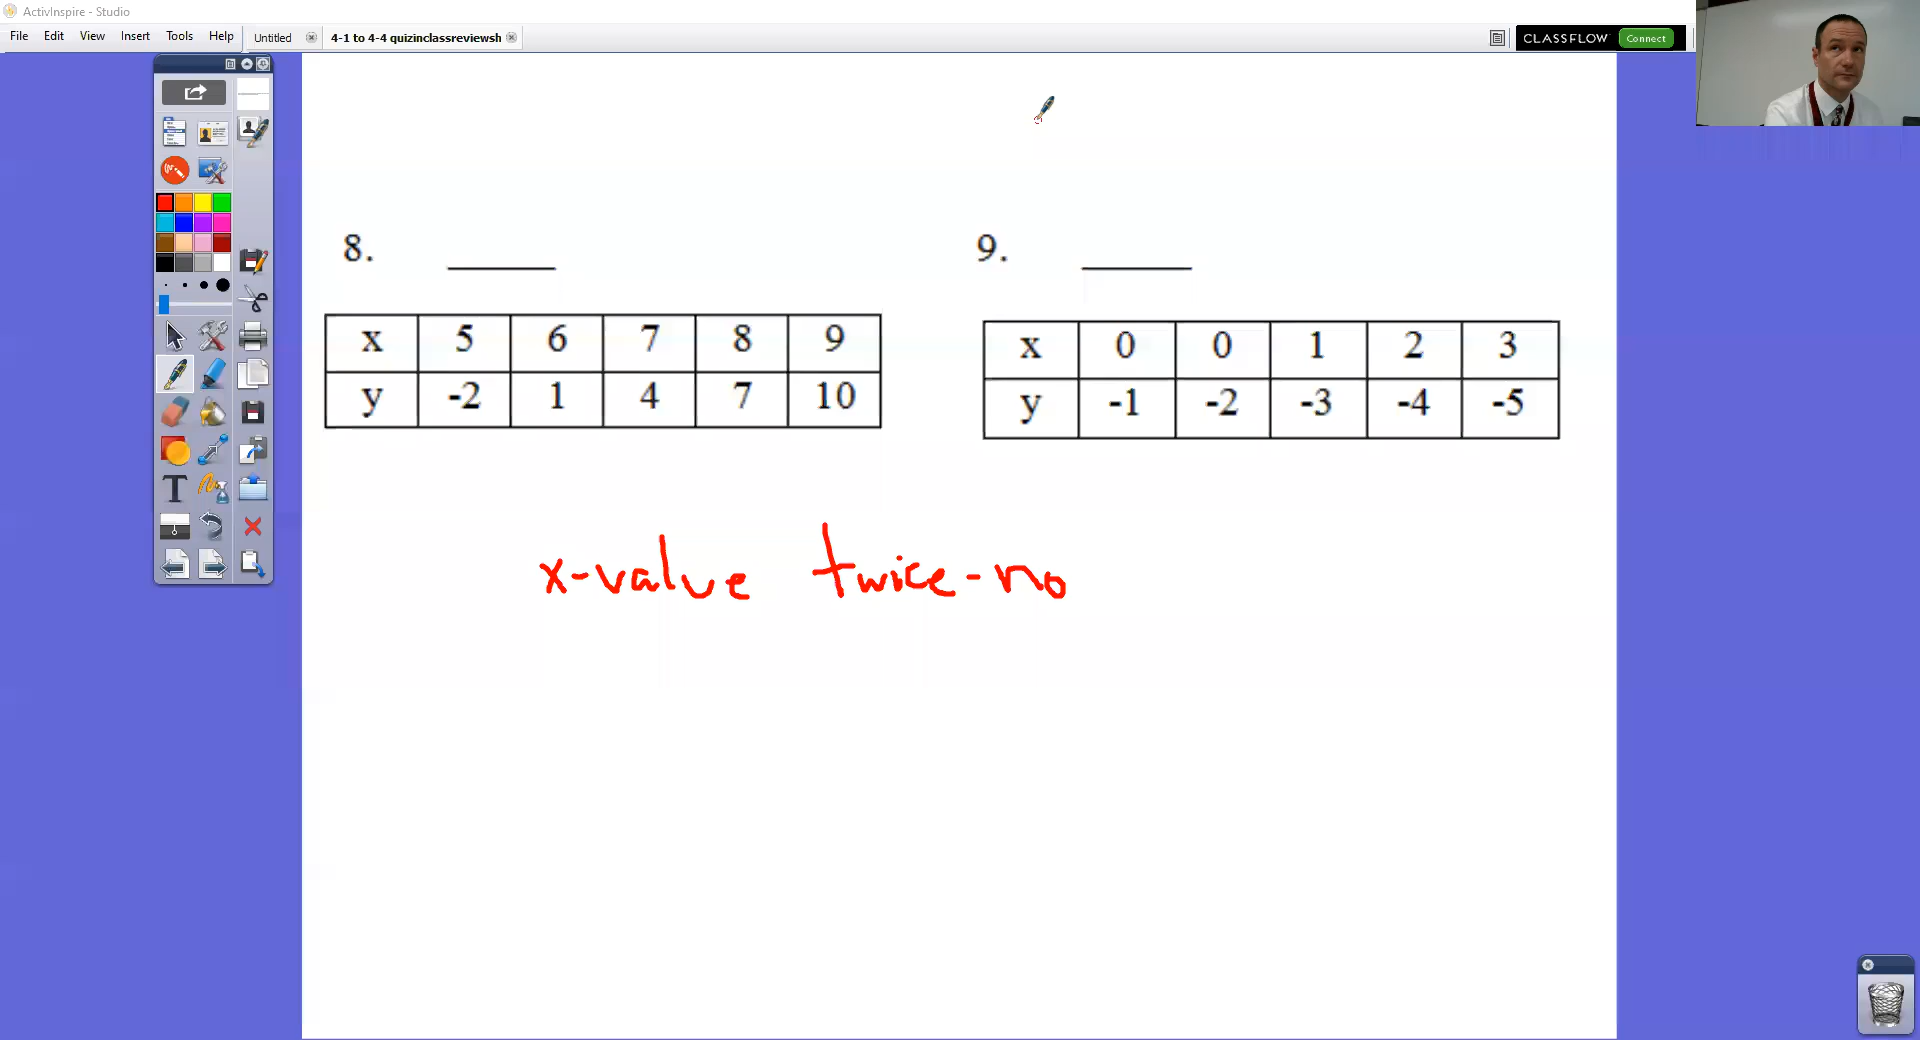 ActivInspire - Studio
File Edit View Insert Tools Help
Untitled 4-1 to 4-4 quizinclassreviewsh
CLASSFLOW Connect
8. _____
x 5 6 7 8 9
y -2 1 4 7 10
9. _____
x 0 0 1 2 3
y -1 -2 -3 -4 -5
x-value twice-no
T